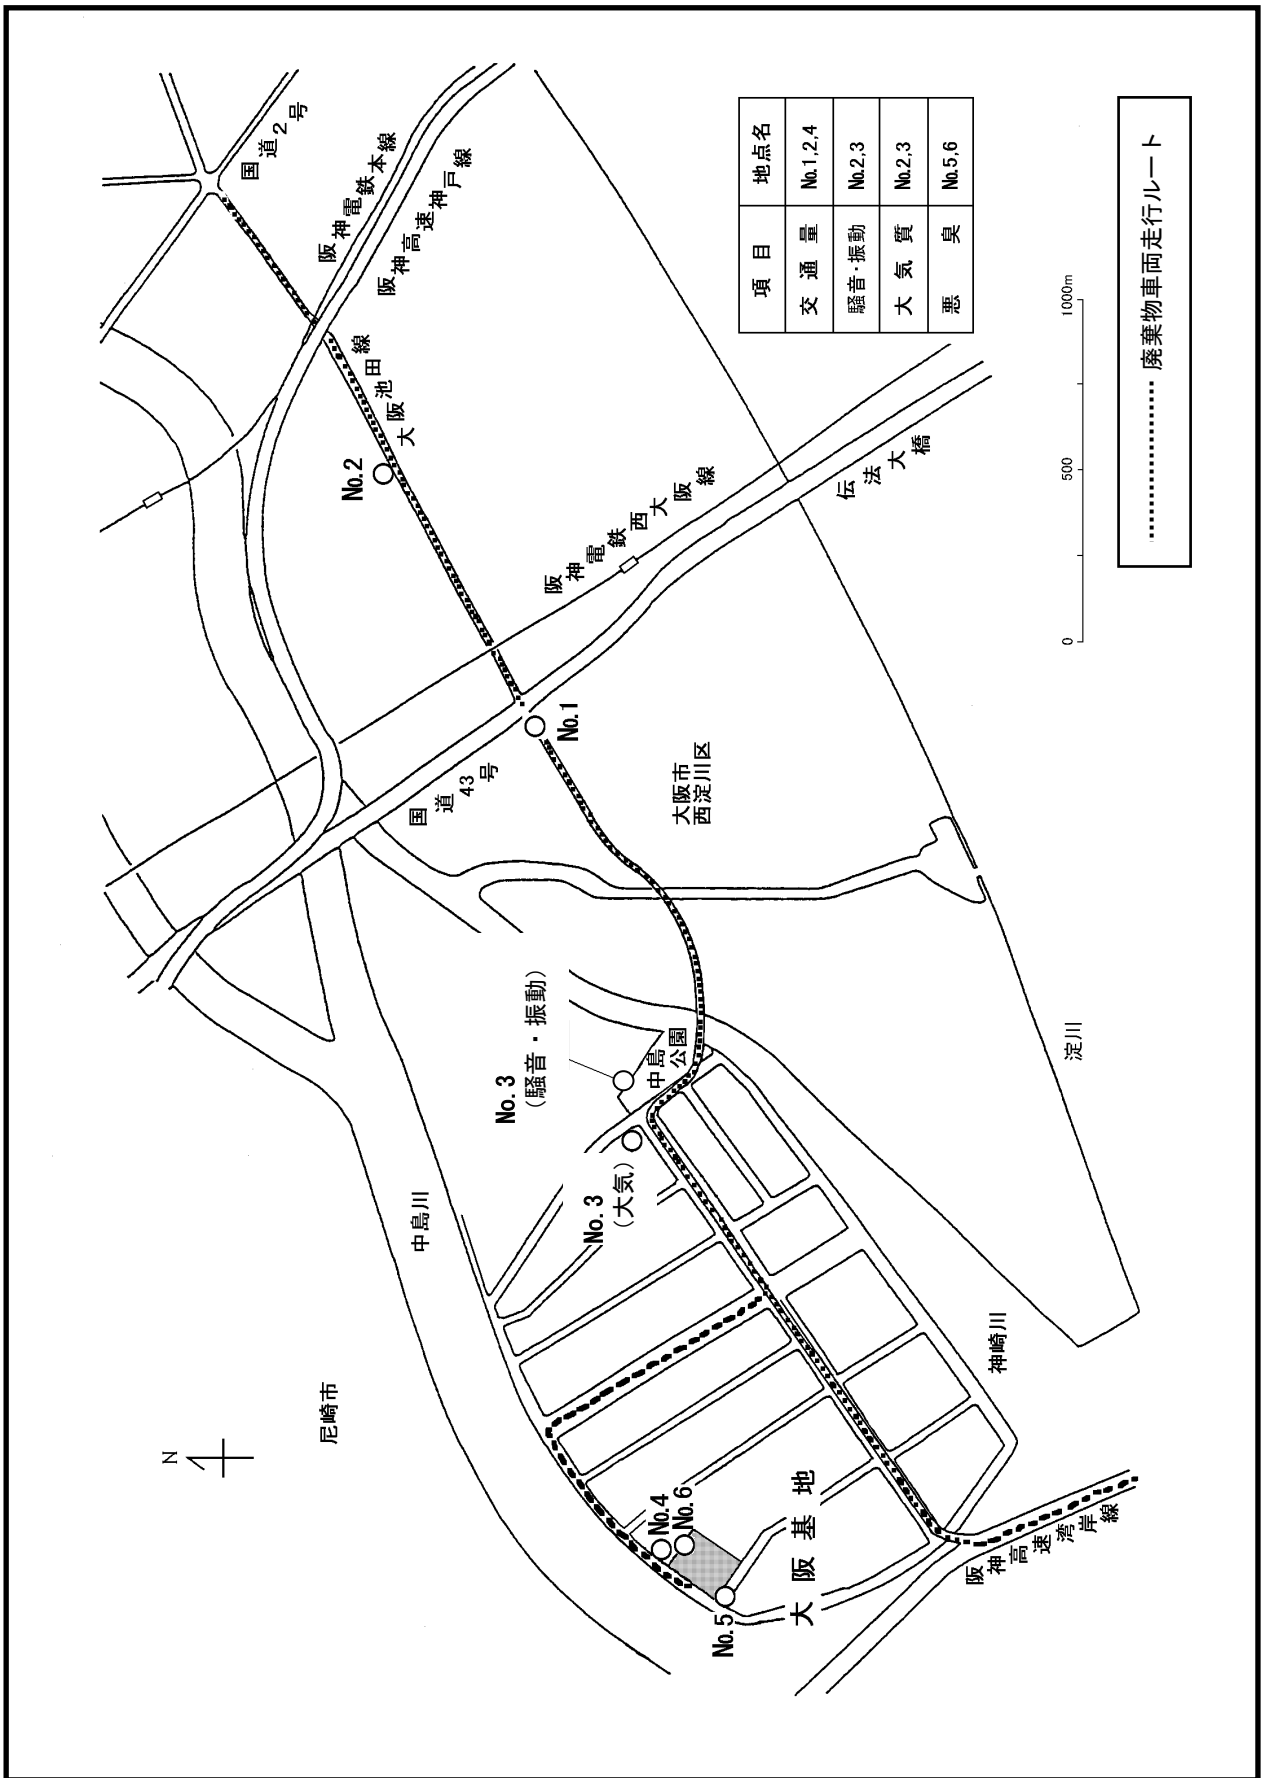 N
尼崎市
中島川
No.3
(騒音・振動)
No.3
(大気)
中島
公園
国道2号
阪神電鉄本線
阪神高速神戸線
大阪池田線
No.2
No.1
国道43号
阪神電鉄西大阪線
伝法大橋
大阪市
西淀川区
淀川
神崎川
No.4
No.6
No.5
大阪基地
阪神高速湾岸線
項目 地点名
交通量 No.1,2,4
騒音・振動 No.2,3
大気質 No.2,3
悪臭 No.5,6
0 500 1000m
廃棄物車両走行ルート